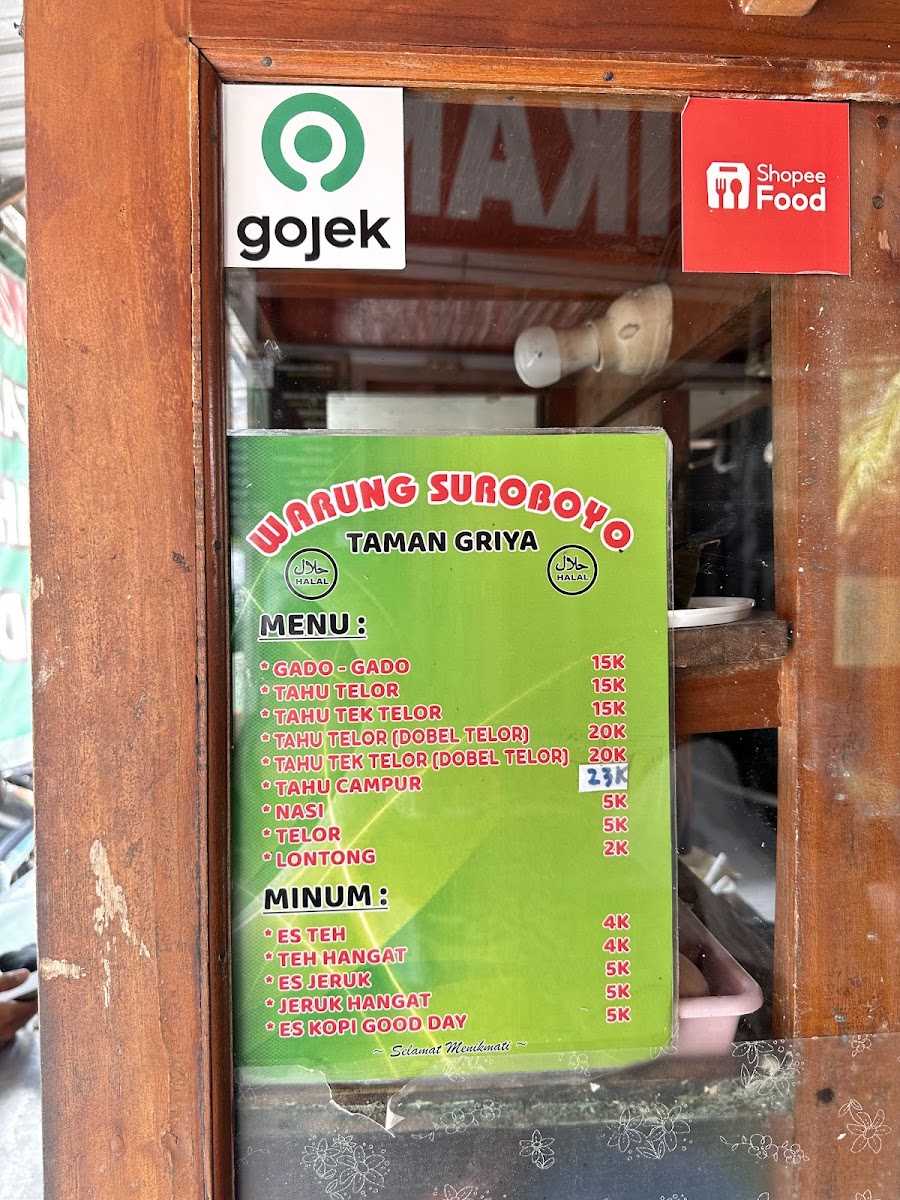 gojek
Shopee
Food
WARUNG SUROBOYO
TAMAN GRIYA
حلال
HALAL
حلال
HALAL
MENU :
* GADO - GADO 15K
* TAHU TELOR 15K
* TAHU TEK TELOR 15K
* TAHU TELOR (DOBEL TELOR) 20K
* TAHU TEK TELOR (DOBEL TELOR) 20K
* TAHU CAMPUR 23K
* NASI 5K
* TELOR 5K
* LONTONG 2K
MINUM :
* ES TEH 4K
* TEH HANGAT 4K
* ES JERUK 5K
* JERUK HANGAT 5K
* ES KOPI GOOD DAY 5K
~ Selamat Menikmati ~